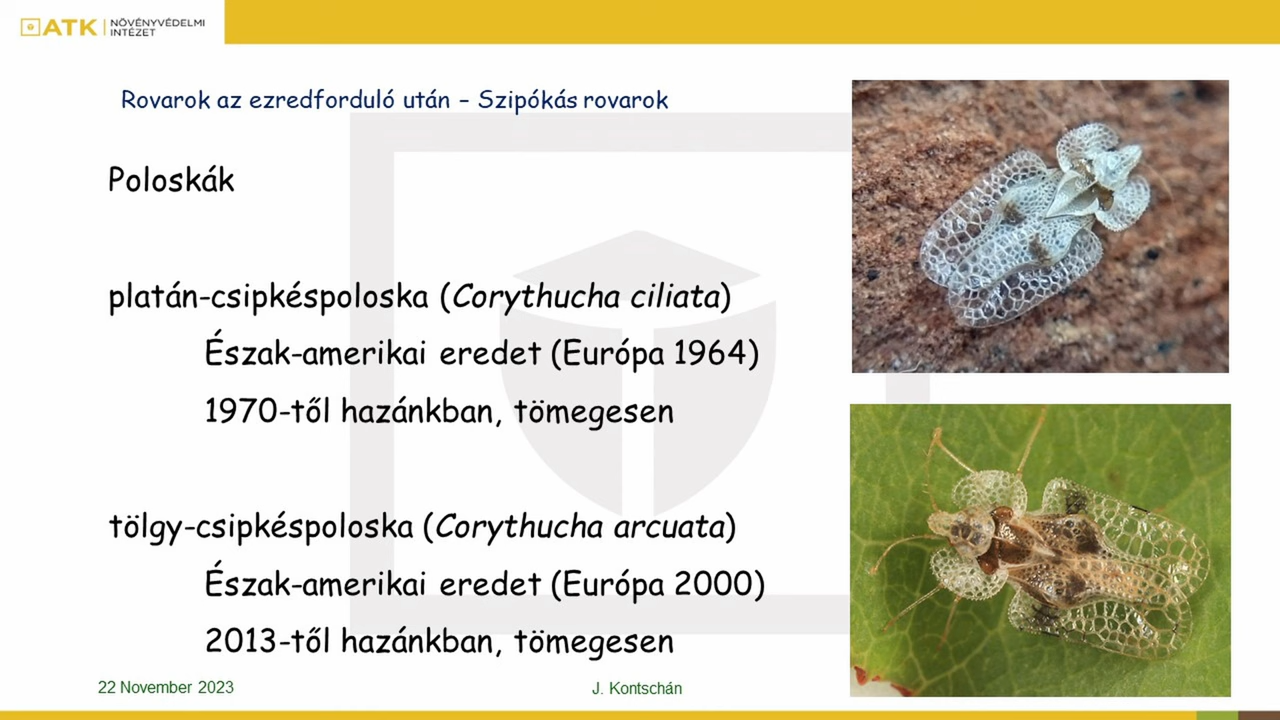 ATK NÖVÉNYVÉDELMI
INTÉZET
Rovarok az ezredforduló után – Szipókás rovarok
Poloskák
platán-csipkéspoloska (Corythucha ciliata)
Észak-amerikai eredet (Európa 1964)
1970-től hazánkban, tömegesen
tölgy-csipkéspoloska (Corythucha arcuata)
Észak-amerikai eredet (Európa 2000)
2013-tól hazánkban, tömegesen
22 November 2023
J. Kontschán